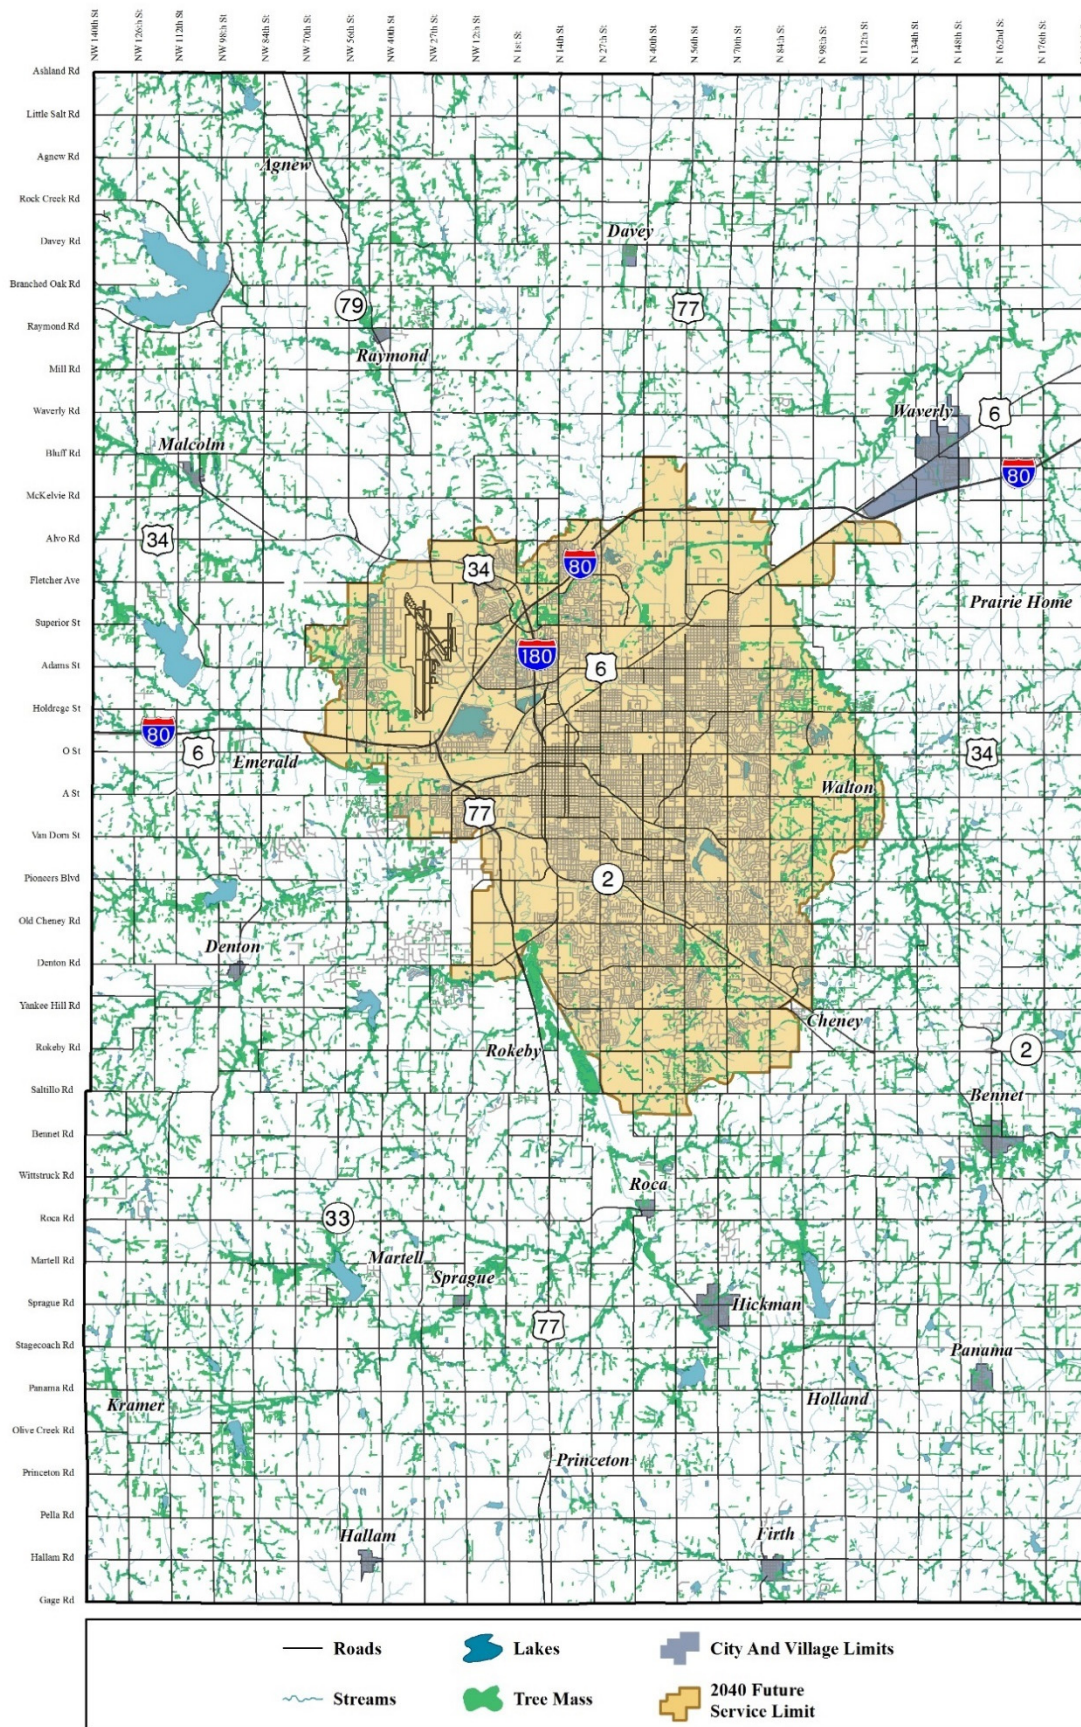 NW 140th St
NW 126th St
NW 112th St
NW 98th St
NW 84th St
NW 70th St
NW 56th St
NW 40th St
NW 27th St
NW 12th St
N 1st St
N 14th St
N 27th St
N 40th St
N 56th St
N 70th St
N 84th St
N 98th St
N 112th St
N 134th St
N 148th St
N 162nd St
N 176th St
Ashland Rd
Little Salt Rd
Agnew Rd
Agnew
Rock Creek Rd
Davey
Davey Rd
Branched Oak Rd
79
77
Raymond Rd
Raymond
Mill Rd
Waverly Rd
Waverly
6
Malcolm
Bluff Rd
80
McKelvie Rd
34
Alvo Rd
80
34
Fletcher Ave
Prairie Home
Superior St
180
Adams St
6
Holdrege St
80
6
O St
Emerald
34
A St
Walton
77
Van Dorn St
Pioneers Blvd
2
Old Cheney Rd
Denton
Denton Rd
Yankee Hill Rd
Cheney
Rokeby Rd
Rokeby
2
Saltillo Rd
Bennet
Bennet Rd
Wittstruck Rd
Roca
Roca Rd
33
Martell Rd
Martell
Sprague
Sprague Rd
Hickman
77
Stagecoach Rd
Panama
Panama Rd
Kramer
Holland
Olive Creek Rd
Princeton
Princeton Rd
Pella Rd
Hallam
Firth
Hallam Rd
Gage Rd
Roads
Lakes
City And Village Limits
Streams
Tree Mass
2040 Future
Service Limit